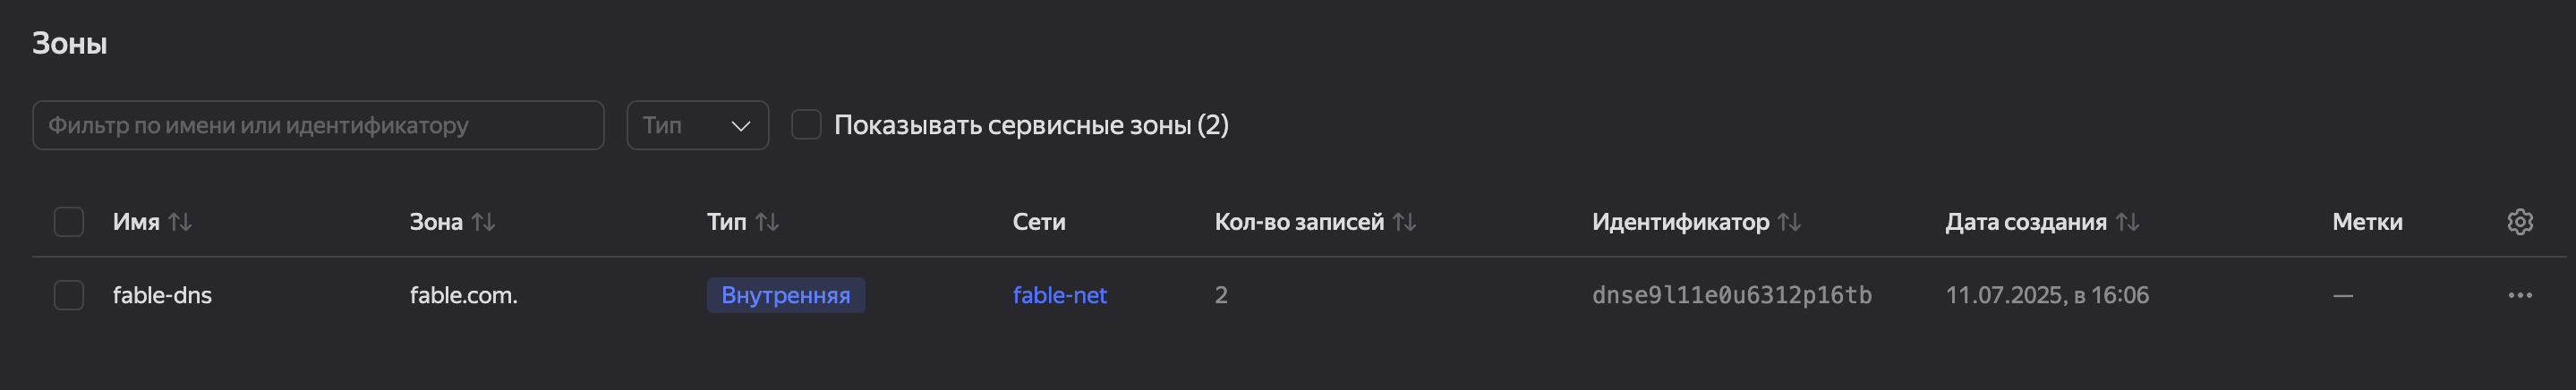 Зоны
Фильтр по имени или идентификатору Тип Показывать сервисные зоны (2)
Имя Зона Тип Сети Кол-во записей Идентификатор Дата создания Метки
fable-dns fable.com. Внутренняя fable-net 2 dnse9l11e0u6312p16tb 11.07.2025, в 16:06 —